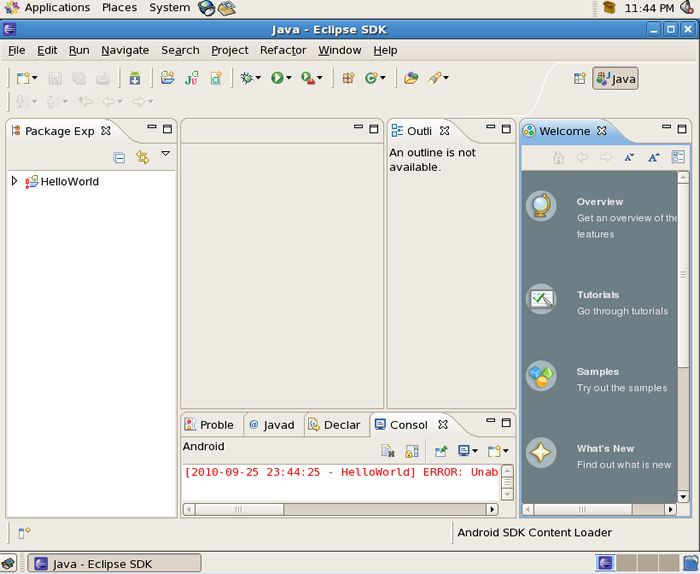 Applications Places System 11:44 PM
Java - Eclipse SDK
File Edit Run Navigate Search Project Refactor Window Help
Java
Package Exp
Outli
Welcome
An outline is not
available.
HelloWorld
Overview
Get an overview of the
features
Tutorials
Go through tutorials
Samples
Try out the samples
What's New
Find out what is new
Proble
@ Javad
Declar
Consol
Android
[2010-09-25 23:44:25 - HelloWorld] ERROR: Unab
Android SDK Content Loader
Java - Eclipse SDK